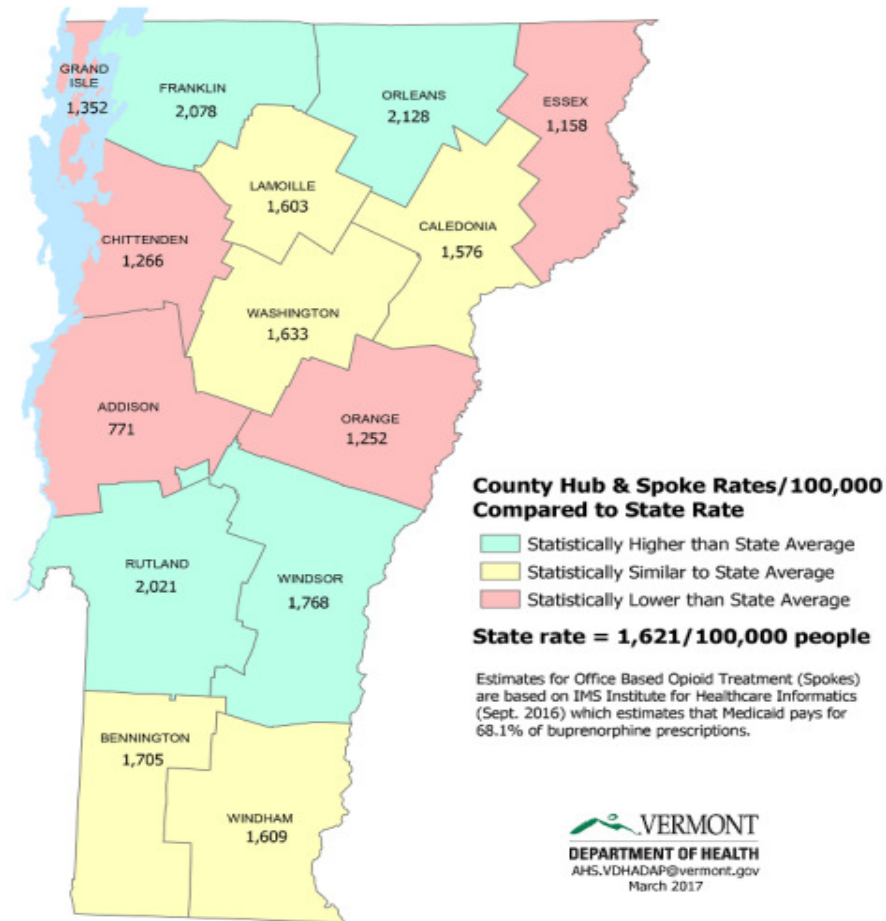 GRAND
ISLE
1,352
FRANKLIN
2,078
ORLEANS
2,128
ESSEX
1,158
LAMOILLE
1,603
CALEDONIA
1,576
CHITTENDEN
1,266
WASHINGTON
1,633
ADDISON
771
ORANGE
1,252
RUTLAND
2,021
WINDSOR
1,768
BENNINGTON
1,705
WINDHAM
1,609
County Hub & Spoke Rates/100,000
Compared to State Rate
Statistically Higher than State Average
Statistically Similar to State Average
Statistically Lower than State Average
State rate = 1,621/100,000 people
Estimates for Office Based Opioid Treatment (Spokes)
are based on IMS Institute for Healthcare Informatics
(Sept. 2016) which estimates that Medicaid pays for
68.1% of buprenorphine prescriptions.
VERMONT
DEPARTMENT OF HEALTH
AHS.VDHADAP@vermont.gov
March 2017